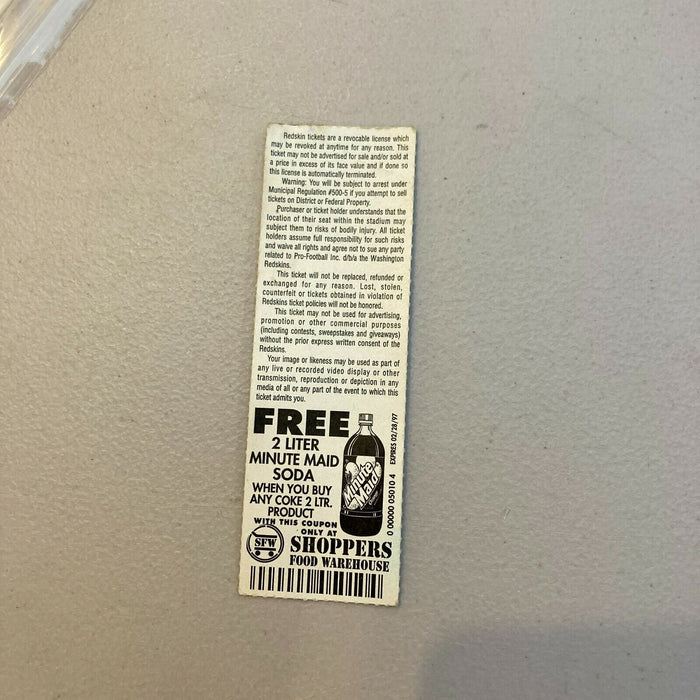 Redskin tickets are a revocable license which
may be revoked at anytime for any reason. This
ticket may not be advertised for sale and/or sold at
a price in excess of its face value and if done so
this license is automatically terminated.
Warning: You will be subject to arrest under
Municipal Regulation #500-5 if you attempt to sell
tickets on District or Federal Property.
Purchaser or ticket holder understands that the
location of their seat within the stadium may
subject them to risks of bodily injury. All ticket
holders assume full responsibility for such risks
and waive all rights and agree not to sue any party
related to Pro-Football Inc. d/b/a the Washington
Redskins.
This ticket will not be replaced, refunded or
exchanged for any reason. Lost, stolen,
counterfeit or tickets obtained in violation of
Redskins ticket policies will not be honored.
This ticket may not be used for advertising,
promotion or other commercial purposes
(including contests, sweepstakes and giveaways)
without the prior express written consent of the
Redskins.
Your image or likeness may be used as part of
any live or recorded video display or other
transmission, reproduction or depiction in any
media of all or any part of the event to which this
ticket admits you.
FREE
2 LITER
MINUTE MAID
SODA
WHEN YOU BUY
ANY COKE 2 LTR.
PRODUCT
WITH THIS COUPON
ONLY AT
SFW
SHOPPERS
FOOD WAREHOUSE
Minute
Maid
0 00000 05010 4 EXPIRES 02/28/97